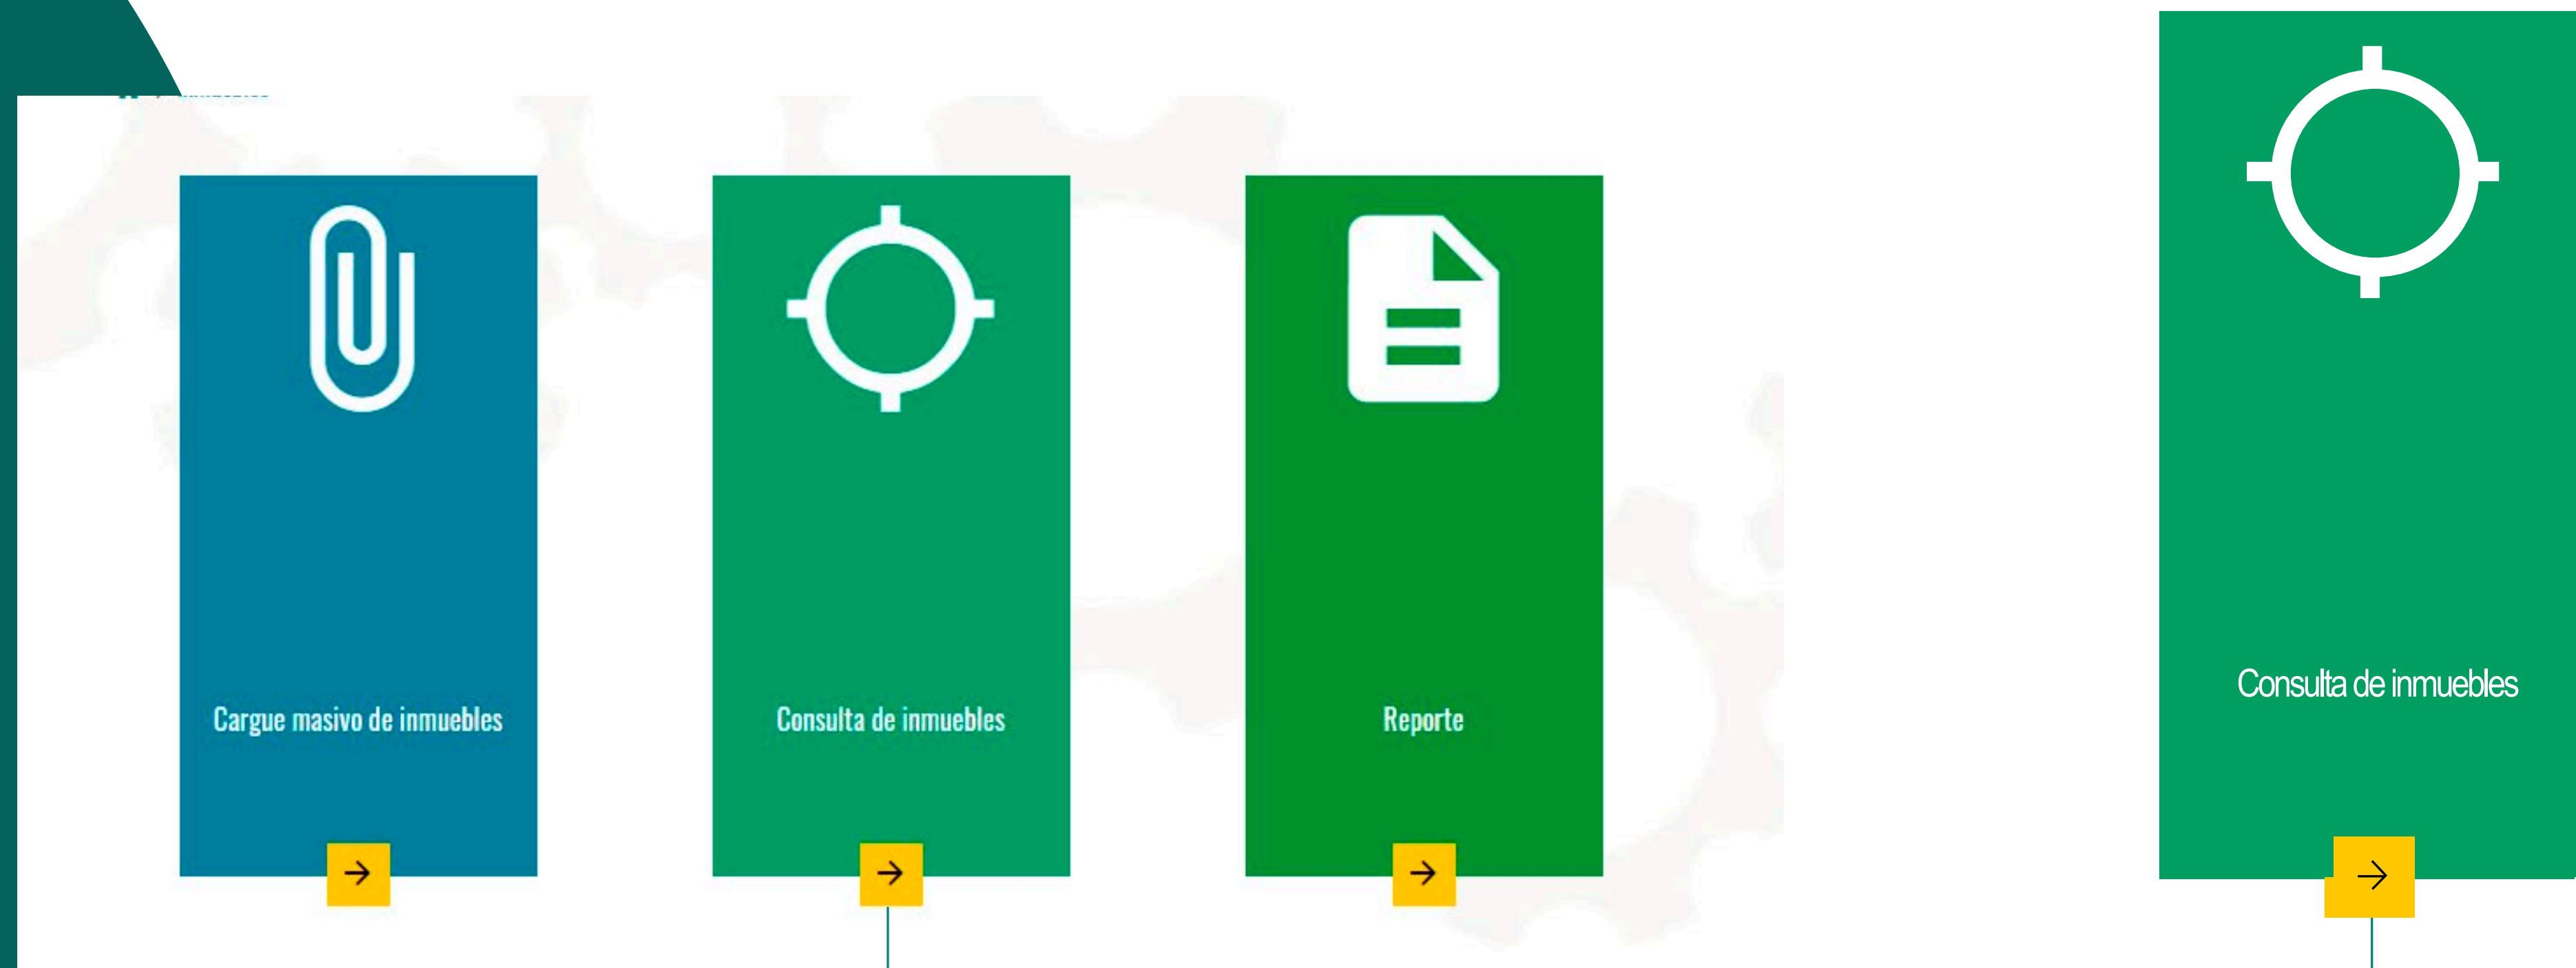 Cargue masivo de inmuebles
Consulta de inmuebles
Reporte
Consulta de inmuebles